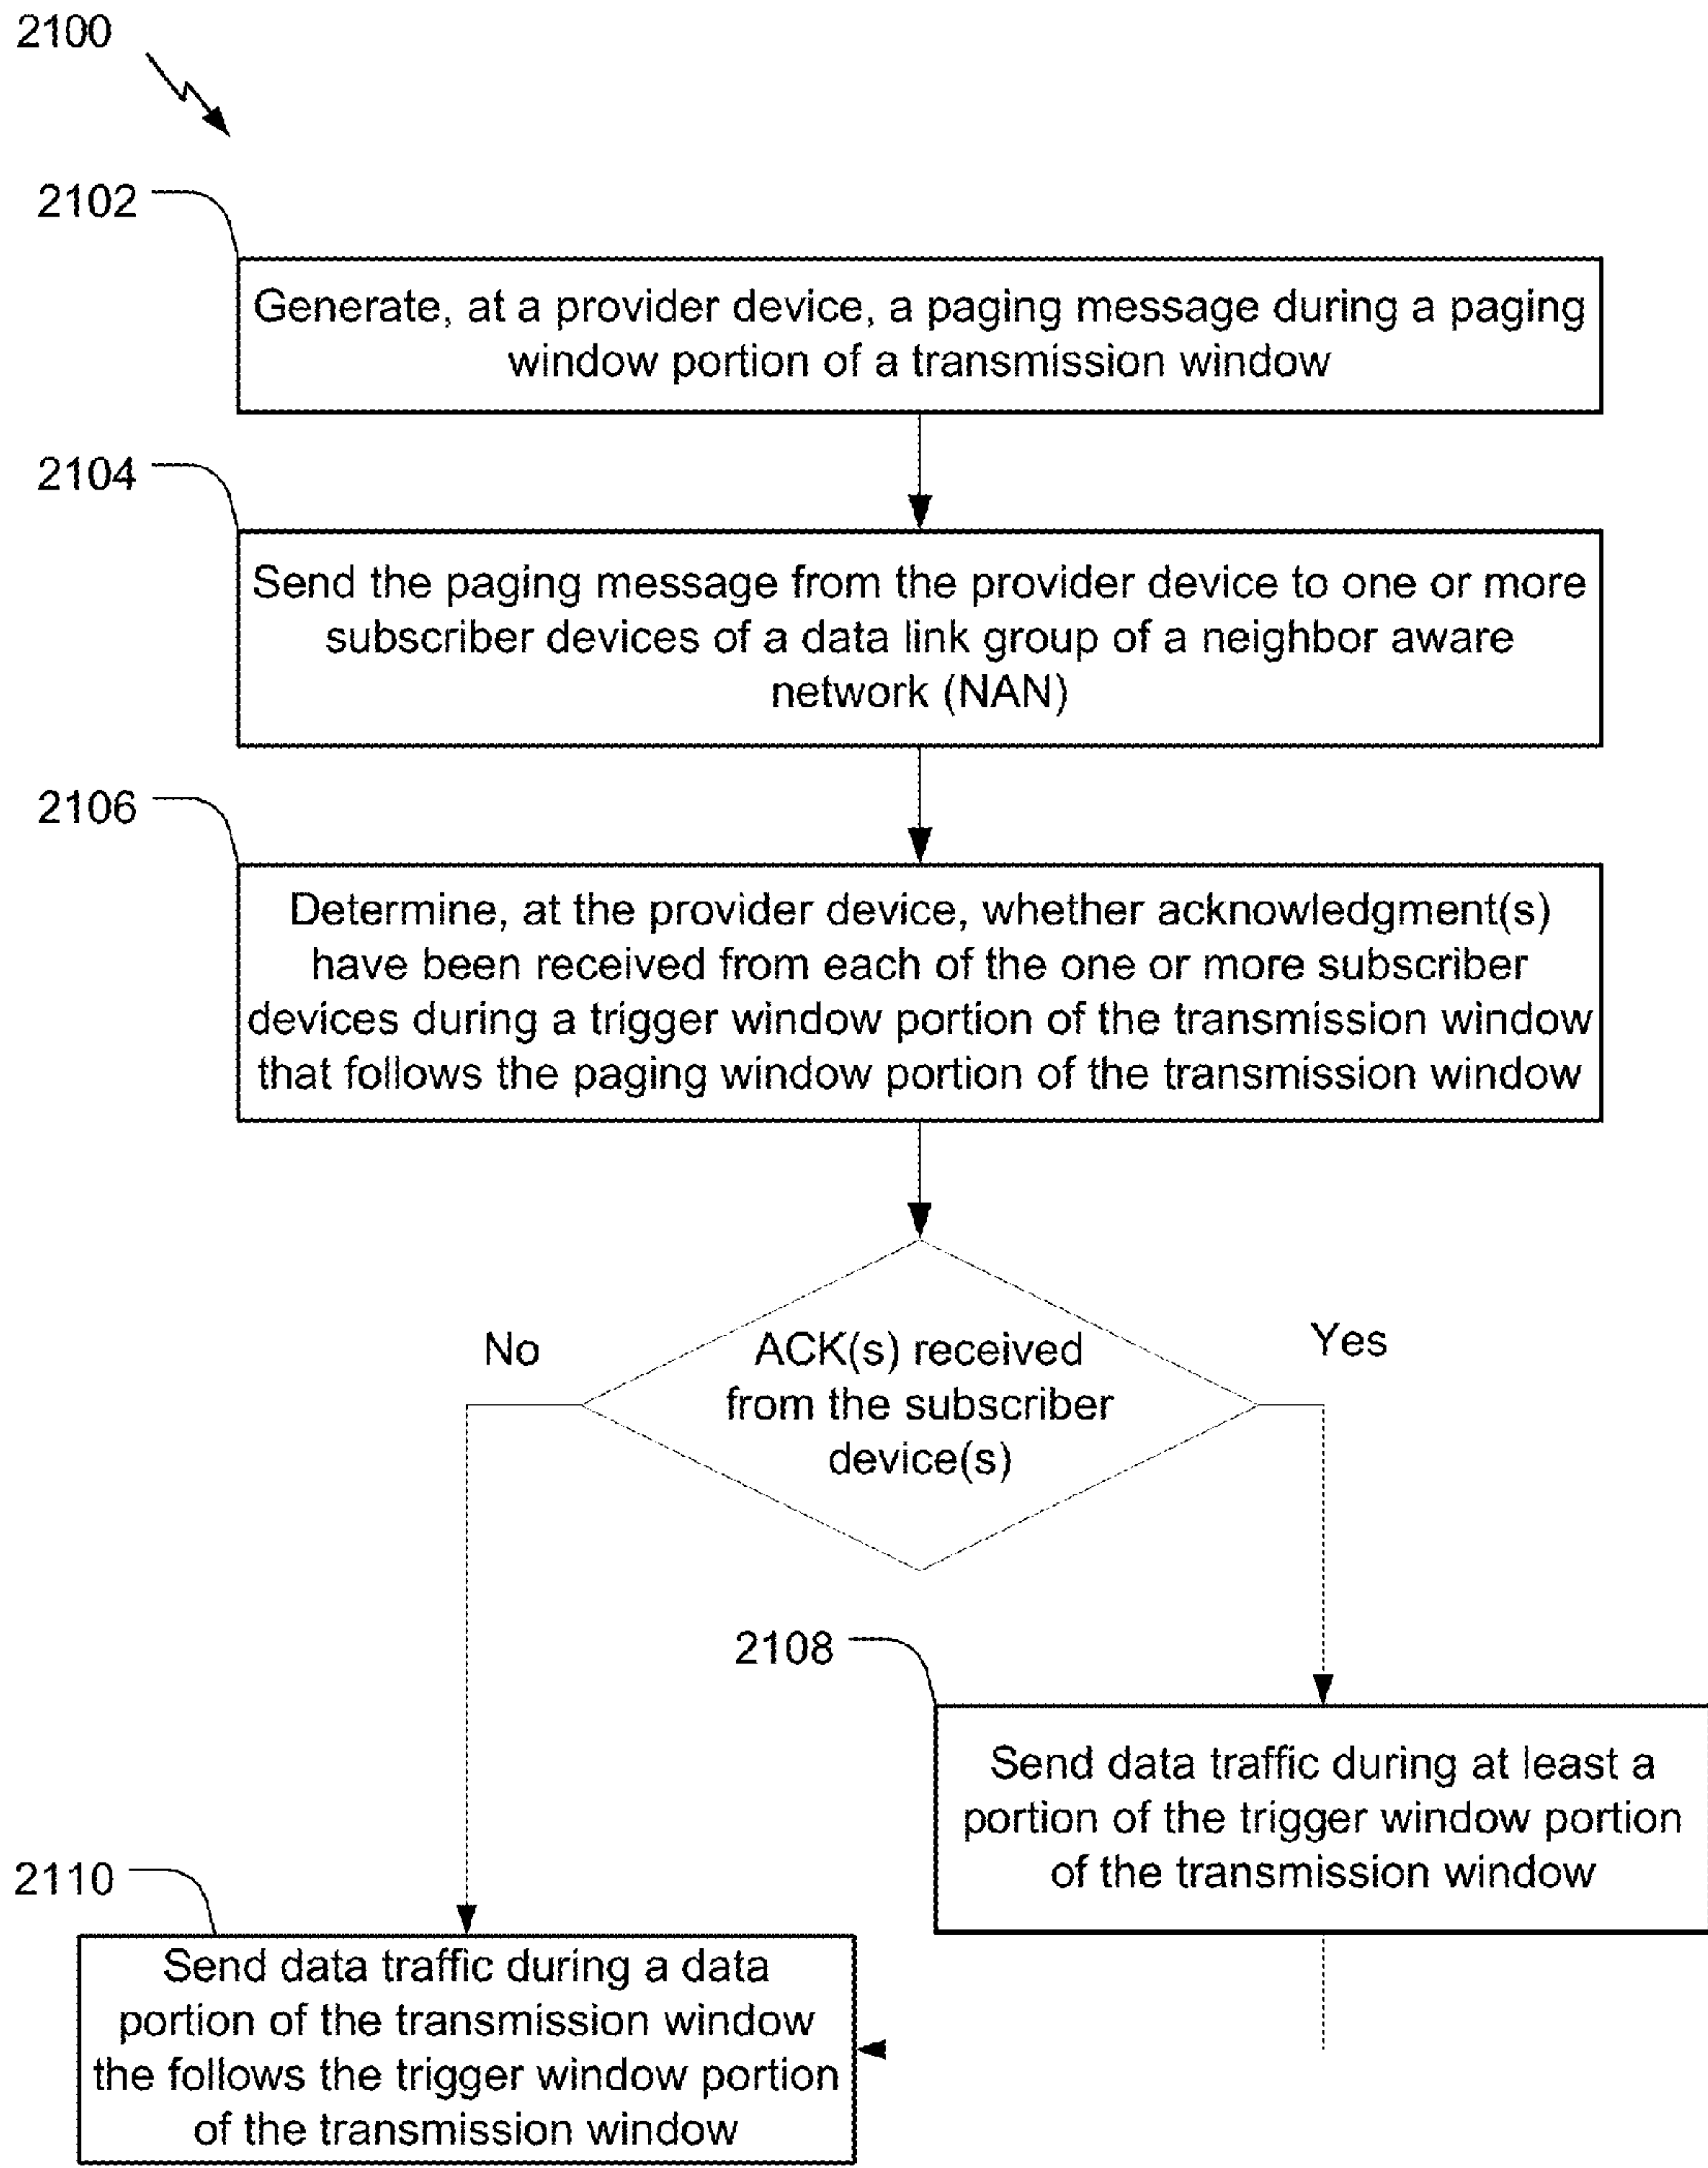 2100
2102
Generate, at a provider device, a paging message during a paging
window portion of a transmission window
2104
Send the paging message from the provider device to one or more
subscriber devices of a data link group of a neighbor aware
network (NAN)
2106
Determine, at the provider device, whether acknowledgment(s)
have been received from each of the one or more subscriber
devices during a trigger window portion of the transmission window
that follows the paging window portion of the transmission window
No
ACK(s) received
from the subscriber
device(s)
Yes
2108
Send data traffic during at least a
portion of the trigger window portion
of the transmission window
2110
Send data traffic during a data
portion of the transmission window
the follows the trigger window portion
of the transmission window